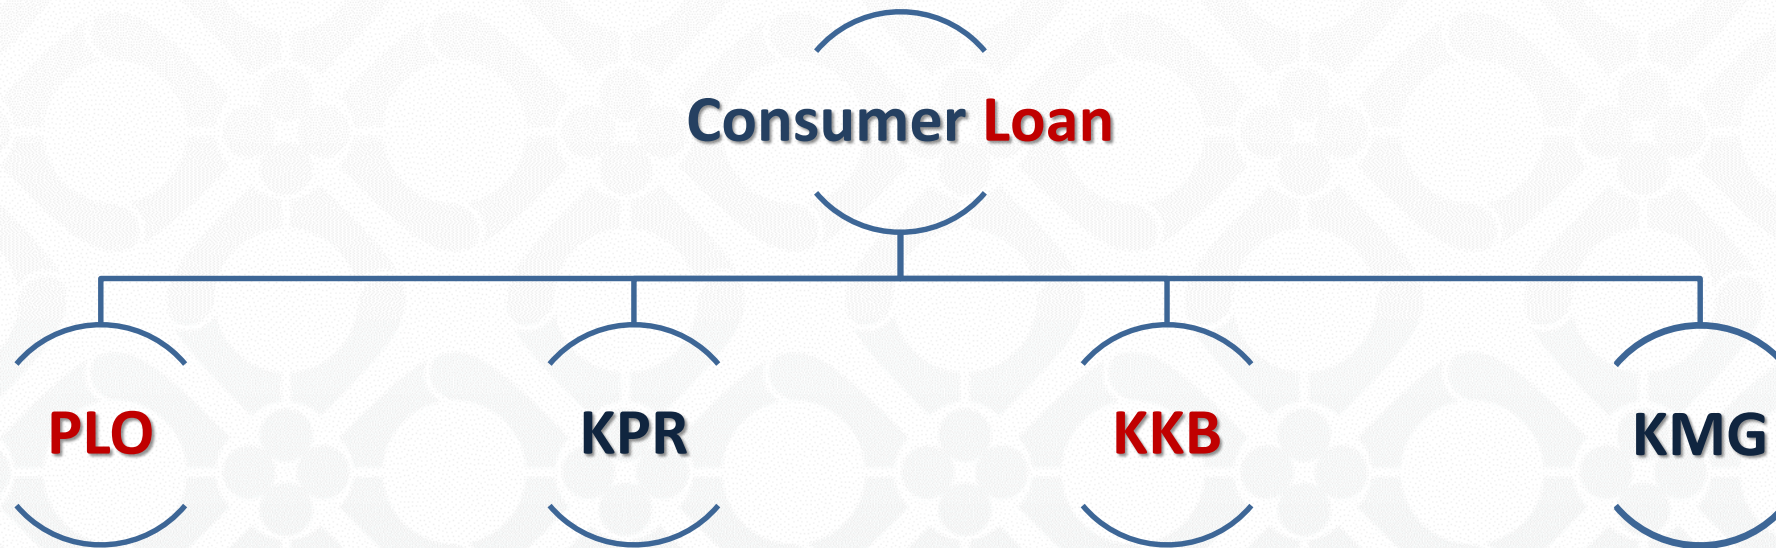 Consumer Loan
PLO
KPR
KKB
KMG